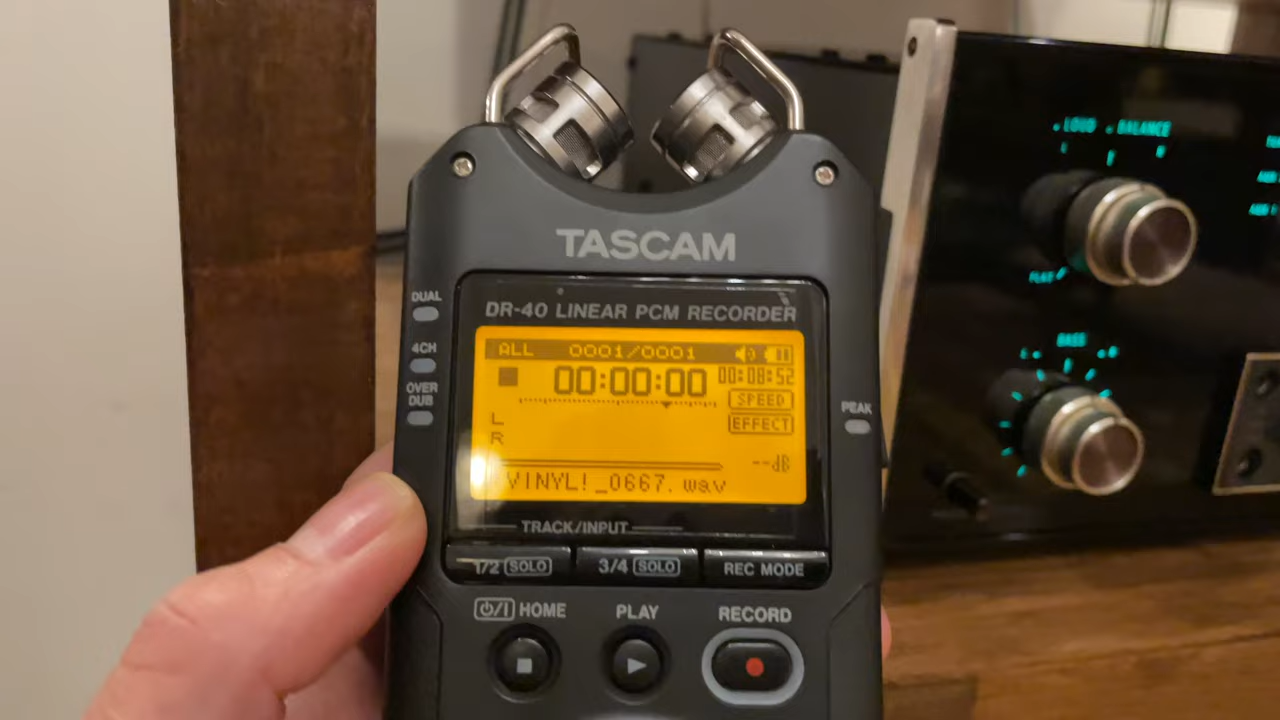 LOUD BALANCE
FLAT
BASS
TASCAM
DR-40 LINEAR PCM RECORDER
DUAL
4CH
OVER
DUB
PEAK
ALL 0001/0001
00:00:00 00:08:52
SPEED
EFFECT
L
R
--dB
VINYL!_0667.wav
TRACK/INPUT
1/2 SOLO 3/4 SOLO REC MODE
HOME PLAY RECORD